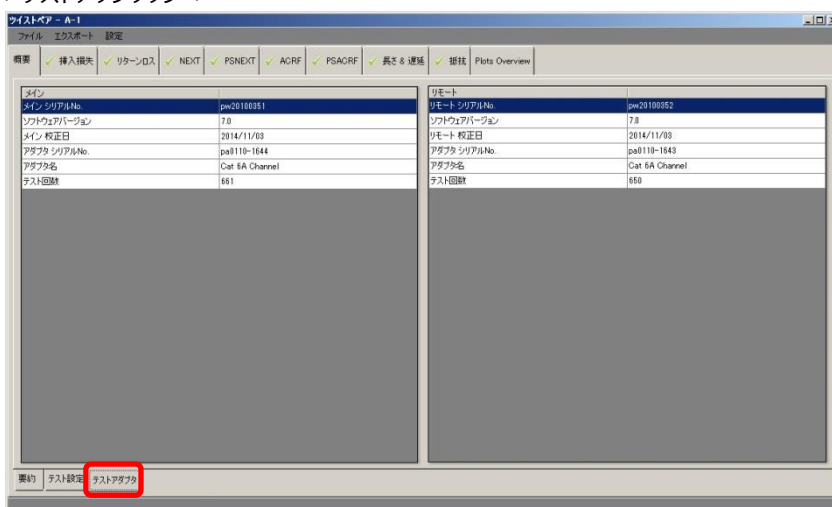 ツイストペア - A-1
ファイル エクスポート 設定
概要 挿入損失 リターンロス NEXT PSNEXT ACRF PSACRF 長さ & 遅延 抵抗 Plots Overview
メイン
メイン シリアルNo. pw20100351
ソフトウェアバージョン 7.0
メイン 校正日 2014/11/03
アダプタ シリアルNo. pa0110-1644
アダプタ名 Cat 6A Channel
テスト回数 661
リモート
リモート シリアルNo. pw20100352
ソフトウェアバージョン 7.0
リモート 校正日 2014/11/03
アダプタ シリアルNo. pa0110-1643
アダプタ名 Cat 6A Channel
テスト回数 650
要約 テスト設定 テストアダプタ